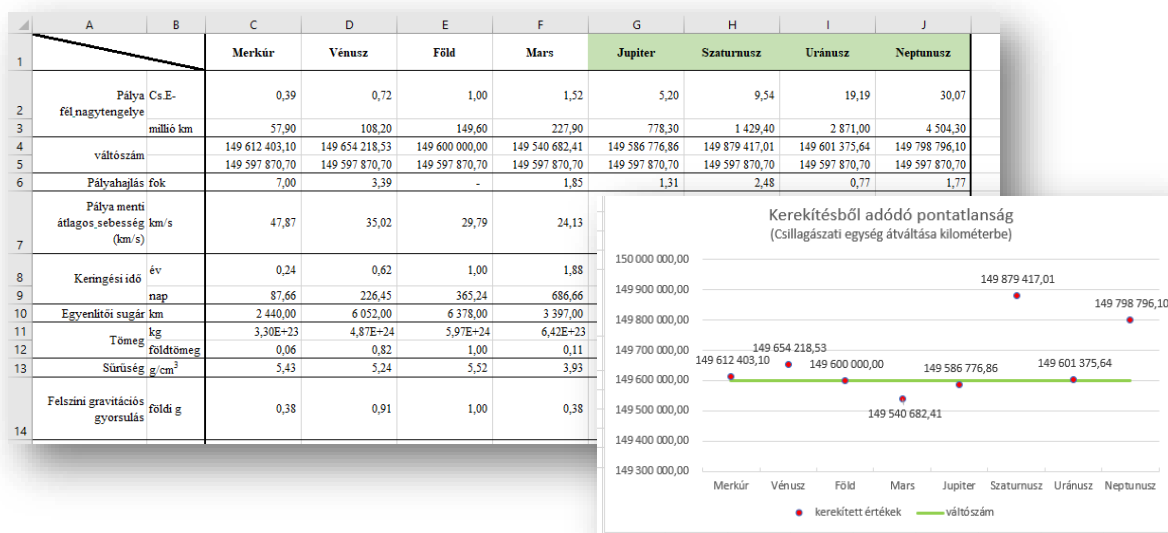 A B C D E F G H I J
1 Merkúr Vénusz Föld Mars Jupiter Szaturnusz Uránusz Neptunusz
2 Pálya fél nagytengelye Cs.E- 0,39 0,72 1,00 1,52 5,20 9,54 19,19 30,07
3 millió km 57,90 108,20 149,60 227,90 778,30 1 429,40 2 871,00 4 504,30
4 váltószám 149 612 403,10 149 654 218,53 149 600 000,00 149 540 682,41 149 586 776,86 149 879 417,01 149 601 375,64 149 798 796,10
5 149 597 870,70 149 597 870,70 149 597 870,70 149 597 870,70 149 597 870,70 149 597 870,70 149 597 870,70 149 597 870,70
6 Pályahajlás fok 7,00 3,39 - 1,85 1,31 2,48 0,77 1,77
7 Pálya menti átlagos sebesség (km/s) km/s 47,87 35,02 29,79 24,13
8 Keringési idő év 0,24 0,62 1,00 1,88
9 nap 87,66 226,45 365,24 686,66
10 Egyenlítői sugár km 2 440,00 6 052,00 6 378,00 3 397,00
11 Tömeg kg 3,30E+23 4,87E+24 5,97E+24 6,42E+23
12 földtömeg 0,06 0,82 1,00 0,11
13 Sűrűség g/cm³ 5,43 5,24 5,52 3,93
14 Felszíni gravitációs gyorsulás földi g 0,38 0,91 1,00 0,38
Kerekítésből adódó pontatlanság
(Csillagászati egység átváltása kilométerbe)
150 000 000,00
149 900 000,00
149 800 000,00
149 700 000,00
149 600 000,00
149 500 000,00
149 400 000,00
149 300 000,00
149 612 403,10
149 654 218,53
149 600 000,00
149 540 682,41
149 586 776,86
149 879 417,01
149 601 375,64
149 798 796,10
Merkúr Vénusz Föld Mars Jupiter Szaturnusz Uránusz Neptunusz
kerekített értékek váltószám